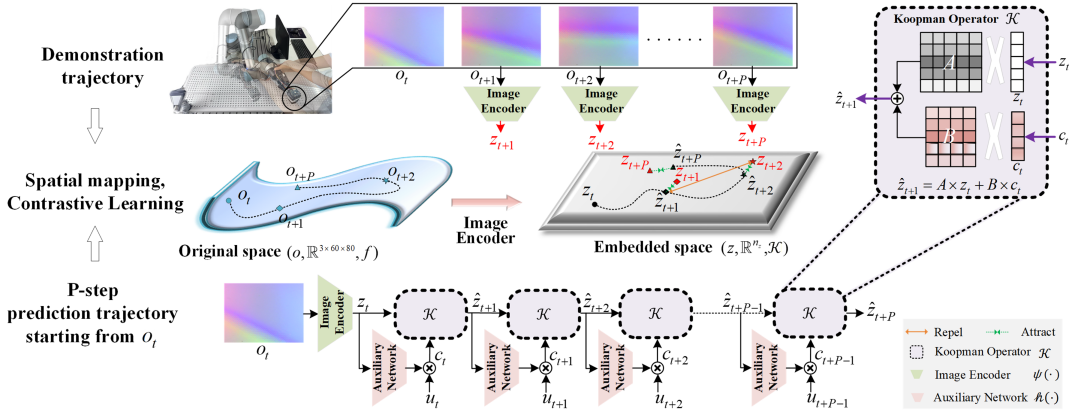 Demonstration
trajectory
o_t
o_{t+1}
o_{t+2}
o_{t+P}
. . . . . .
Image
Encoder
Image
Encoder
Image
Encoder
z_{t+1}
z_{t+2}
z_{t+P}
Koopman Operator 𝒦
A
z_t
z_t
ẑ_{t+1}
+
B
c_t
c_t
ẑ_{t+1} = A × z_t + B × c_t
Spatial mapping,
Contrastive Learning
o_t
o_{t+1}
o_{t+P}
o_{t+2}
Original space (o, ℝ^{3×60×80}, f)
Image
Encoder
z_t
z_{t+P}
ẑ_{t+P}
z_{t+1}
ẑ_{t+1}
z_{t+2}
ẑ_{t+2}
Embedded space (z, ℝ^{n_z}, 𝒦)
P-step
prediction trajectory
starting from o_t
o_t
Image
Encoder
z_t
𝒦
ẑ_{t+1}
𝒦
ẑ_{t+2}
𝒦
ẑ_{t+P−1}
𝒦
ẑ_{t+P}
Auxiliary
Network
c_t
u_t
Auxiliary
Network
c_{t+1}
u_{t+1}
Auxiliary
Network
c_{t+2}
u_{t+2}
Auxiliary
Network
c_{t+P−1}
u_{t+P−1}
Repel
Attract
Koopman Operator 𝒦
Image Encoder ψ(·)
Auxiliary Network ℎ(·)